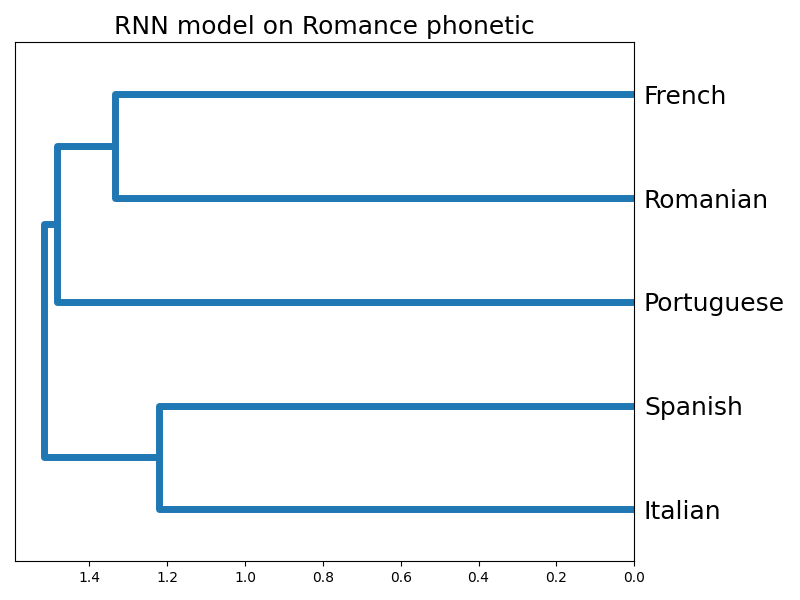 RNN model on Romance phonetic
French
Romanian
Portuguese
Spanish
Italian
1.4 1.2 1.0 0.8 0.6 0.4 0.2 0.0